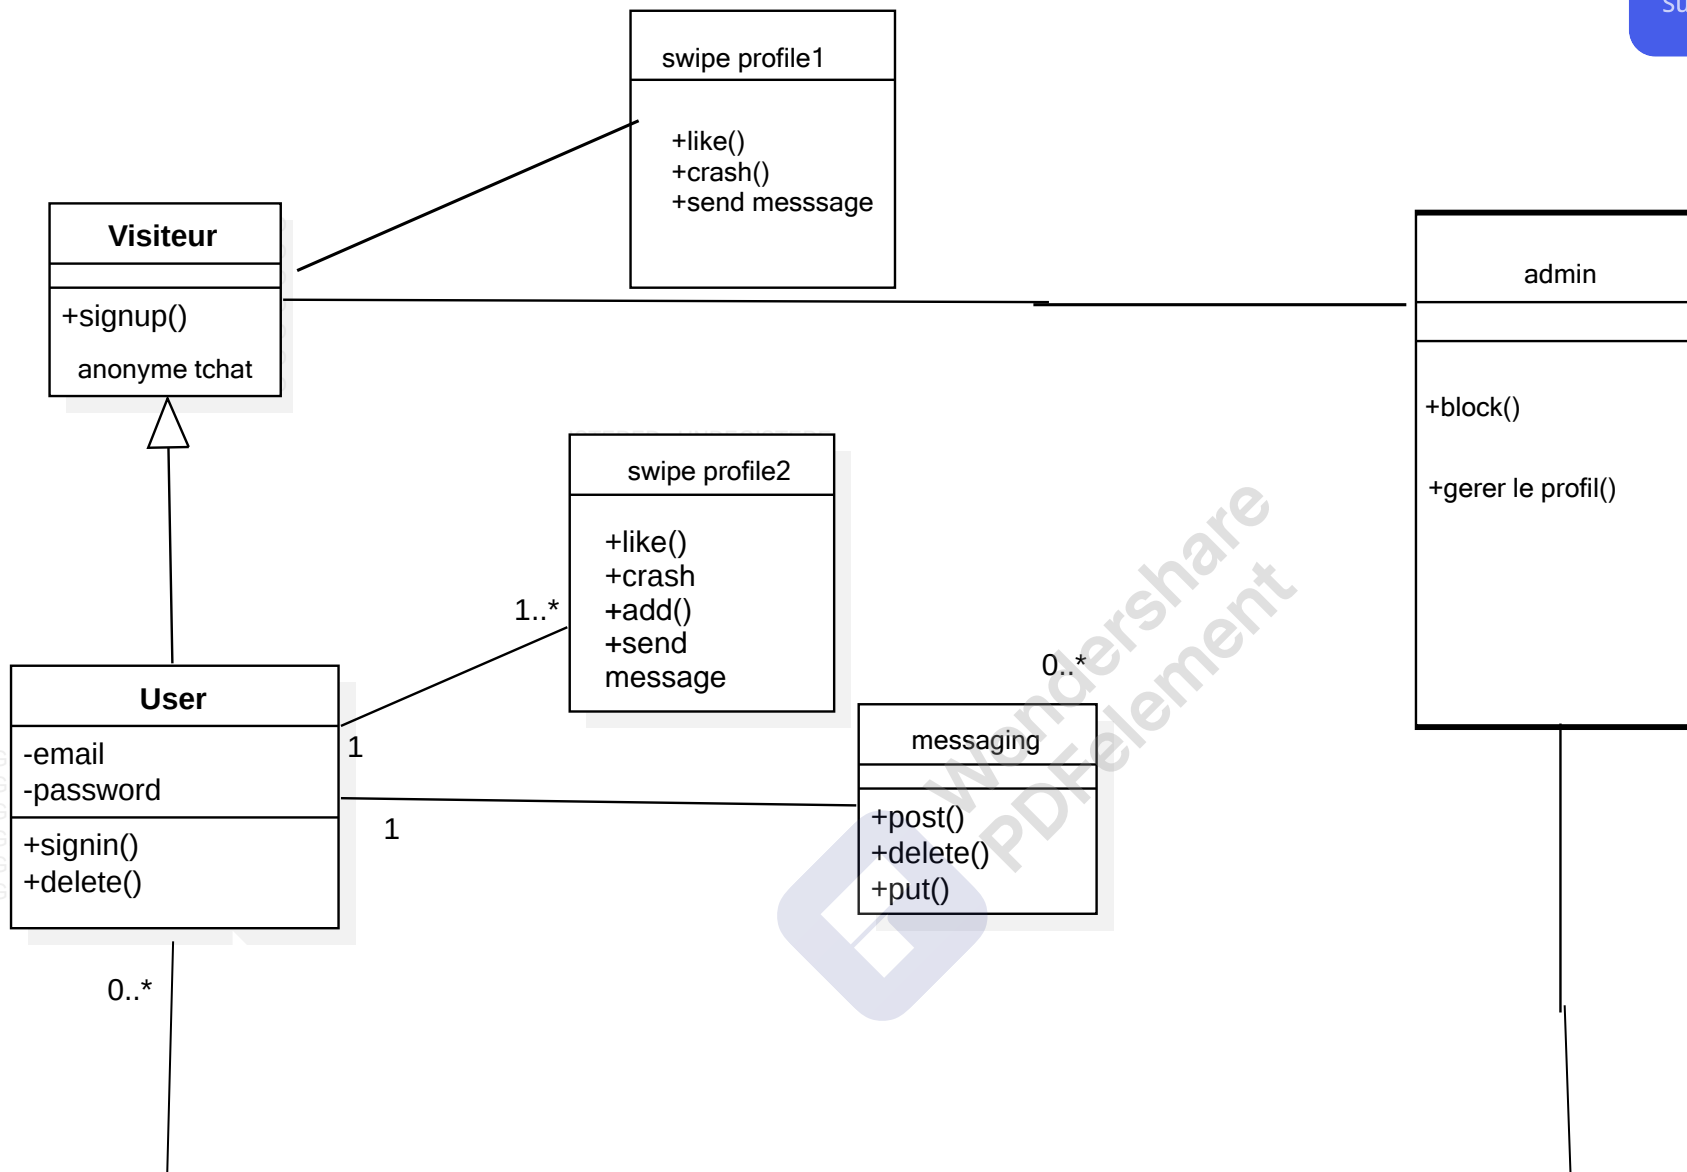 su
swipe profile1
+like()
+crash()
+send messsage
Visiteur
+signup()
anonyme tchat
admin
+block()
+gerer le profil()
swipe profile2
+like()
+crash
+add()
+send
message
1..*
User
-email
-password
+signin()
+delete()
1
1
0..*
messaging
+post()
+delete()
+put()
0..*
Wondershare
PDFelement